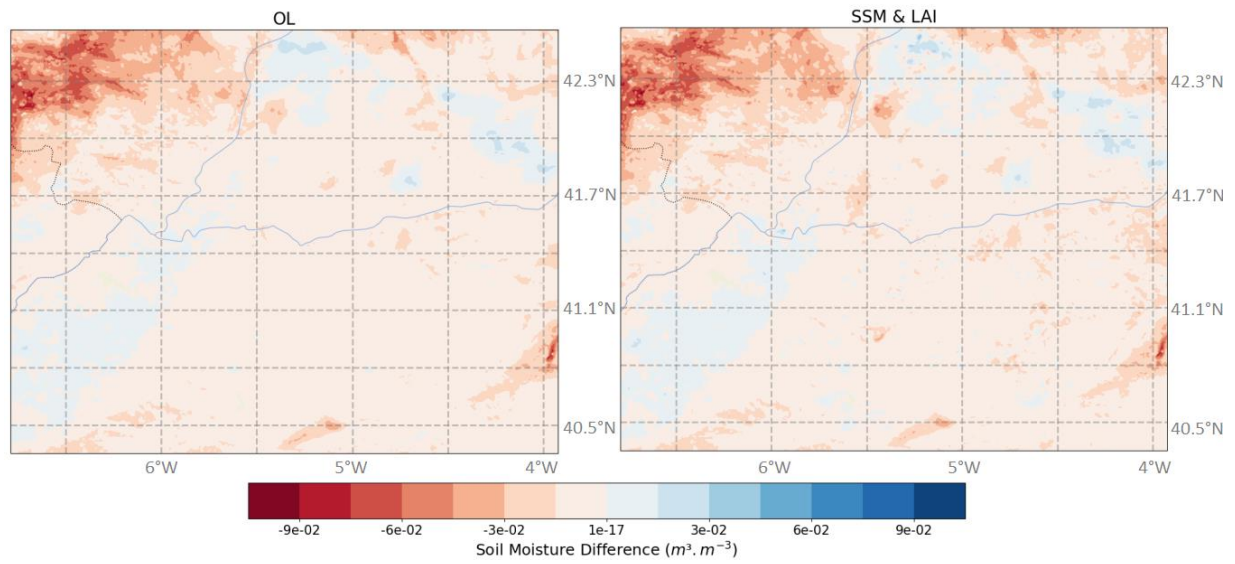 OL
SSM & LAI
42.3°N
42.3°N
41.7°N
41.7°N
41.1°N
41.1°N
40.5°N
40.5°N
6°W
5°W
4°W
6°W
5°W
4°W
-9e-02
-6e-02
-3e-02
1e-17
3e-02
6e-02
9e-02
Soil Moisture Difference (m³.m⁻³)